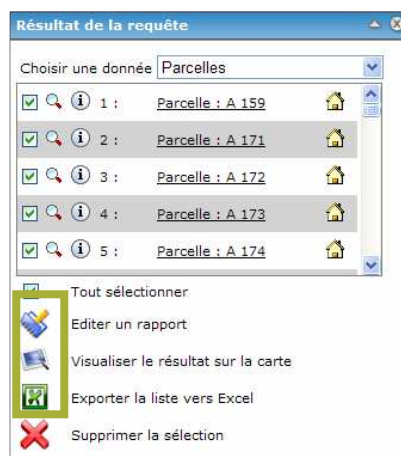 Résultat de la requête
Choisir une donnée Parcelles
1 : Parcelle : A 159
2 : Parcelle : A 171
3 : Parcelle : A 172
4 : Parcelle : A 173
5 : Parcelle : A 174
Tout sélectionner
Editer un rapport
Visualiser le résultat sur la carte
Exporter la liste vers Excel
Supprimer la sélection